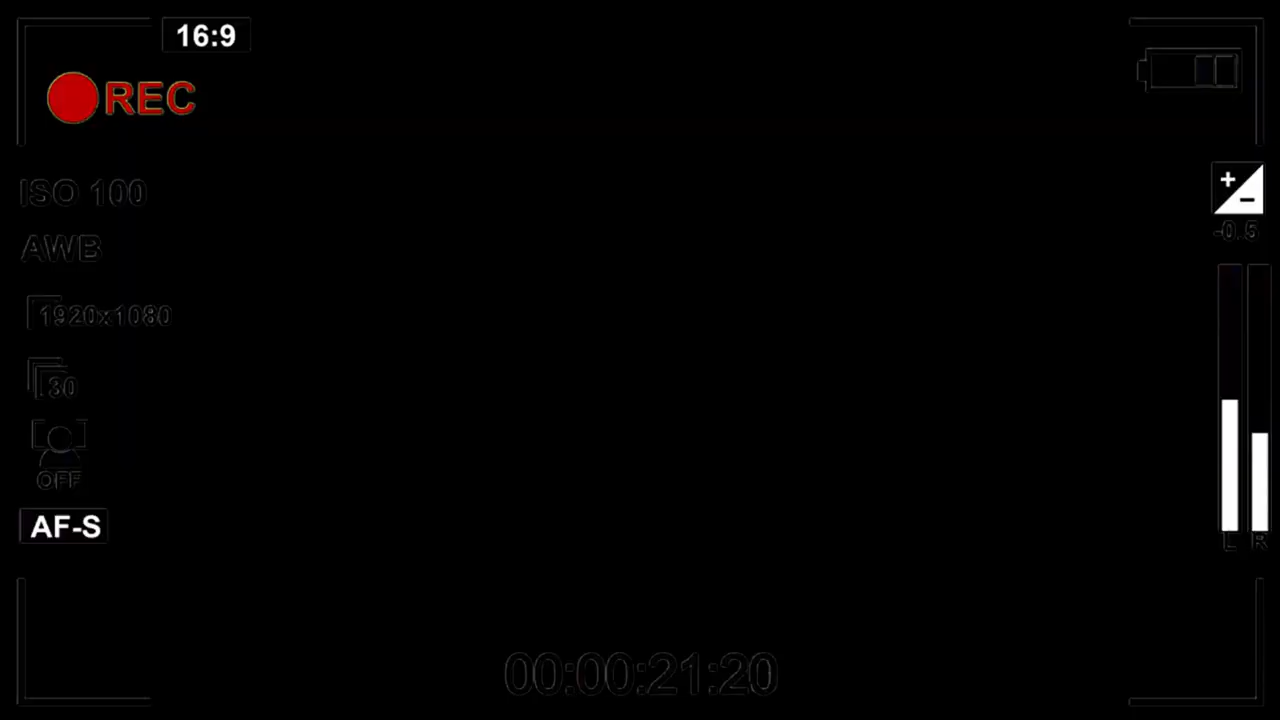 16:9
REC
ISO 100
+
-
-0.5
AWB
1920x1080
30
OFF
AF-S
L R
00:00:21:20